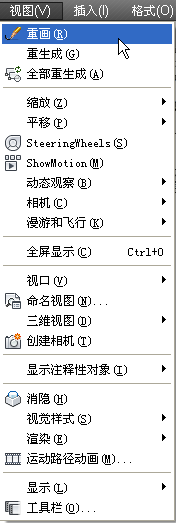 视图(V) 插入(I) 格式(O)
重画(R)
重生成(G)
全部重生成(A)
缩放(Z)
平移(P)
SteeringWheels(S)
ShowMotion(M)
动态观察(B)
相机(C)
漫游和飞行(K)
全屏显示(C) Ctrl+0
视口(V)
命名视图(N)...
三维视图(D)
创建相机(T)
显示注释性对象(I)
消隐(H)
视觉样式(S)
渲染(E)
运动路径动画(M)...
显示(L)
工具栏(O)...